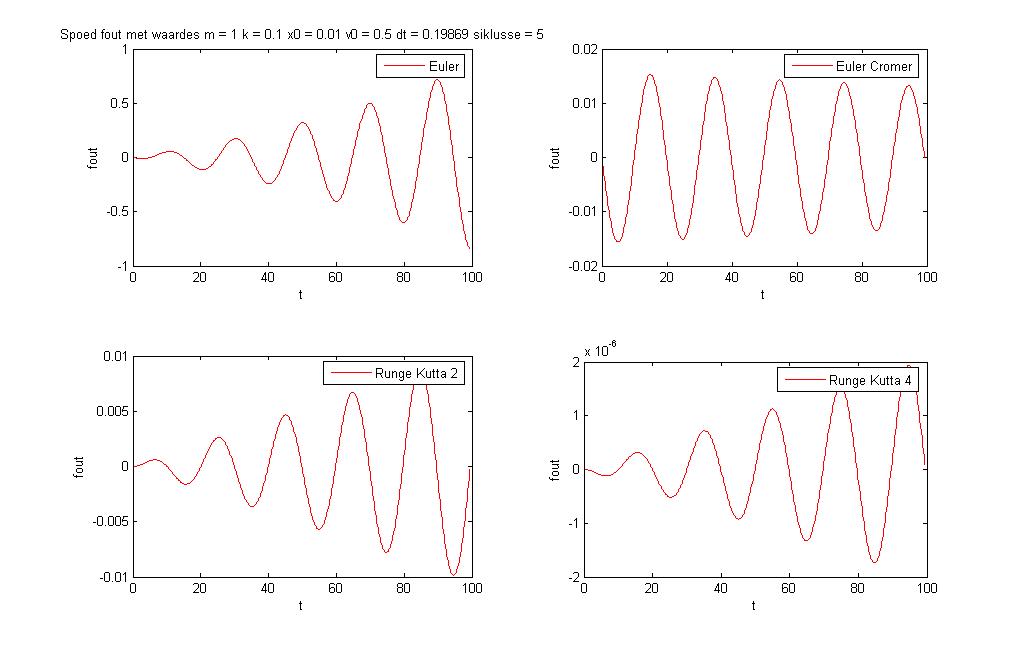 Spoed fout met waardes m = 1 k = 0.1 x0 = 0.01 v0 = 0.5 dt = 0.19869 siklusse = 5
1
0.5
0
-0.5
-1
fout
Euler
0 20 40 60 80 100
t
0.02
0.01
0
-0.01
-0.02
fout
Euler Cromer
0 20 40 60 80 100
t
0.01
0.005
0
-0.005
-0.01
fout
Runge Kutta 2
0 20 40 60 80 100
t
x 10^-6
2
1
0
-1
-2
fout
Runge Kutta 4
0 20 40 60 80 100
t